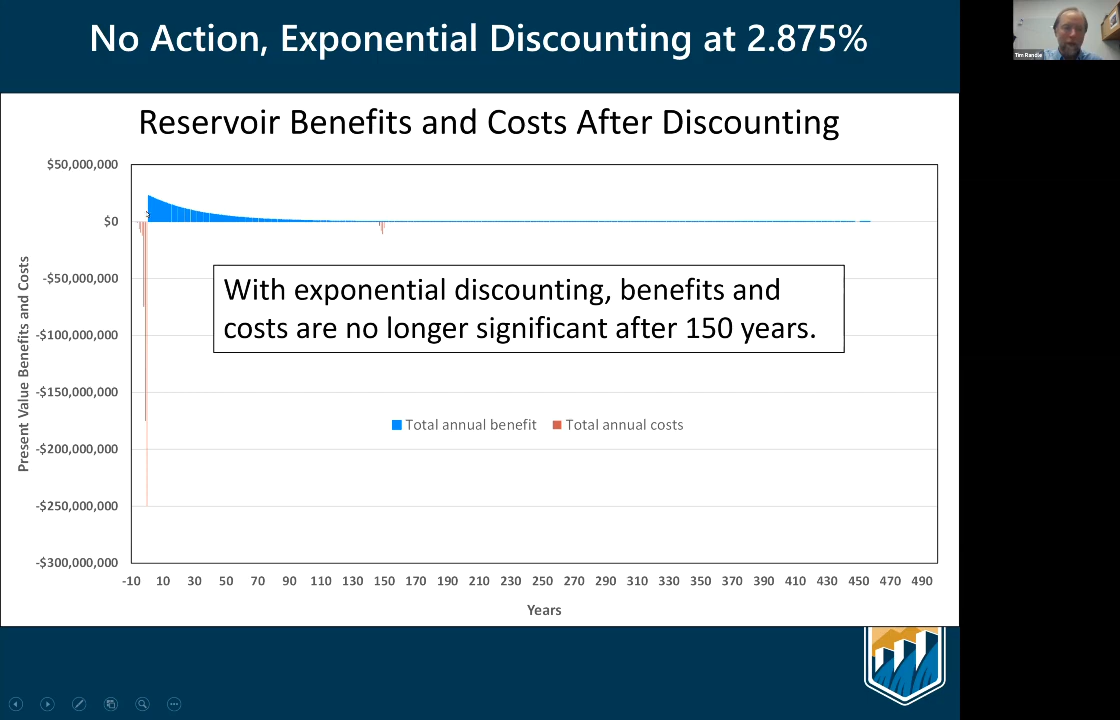 No Action, Exponential Discounting at 2.875%
Tim Randle
Reservoir Benefits and Costs After Discounting
$50,000,000
$0
-$50,000,000
-$100,000,000
-$150,000,000
-$200,000,000
-$250,000,000
-$300,000,000
Present Value Benefits and Costs
With exponential discounting, benefits and
costs are no longer significant after 150 years.
Total annual benefit Total annual costs
-10 10 30 50 70 90 110 130 150 170 190 210 230 250 270 290 310 330 350 370 390 410 430 450 470 490
Years